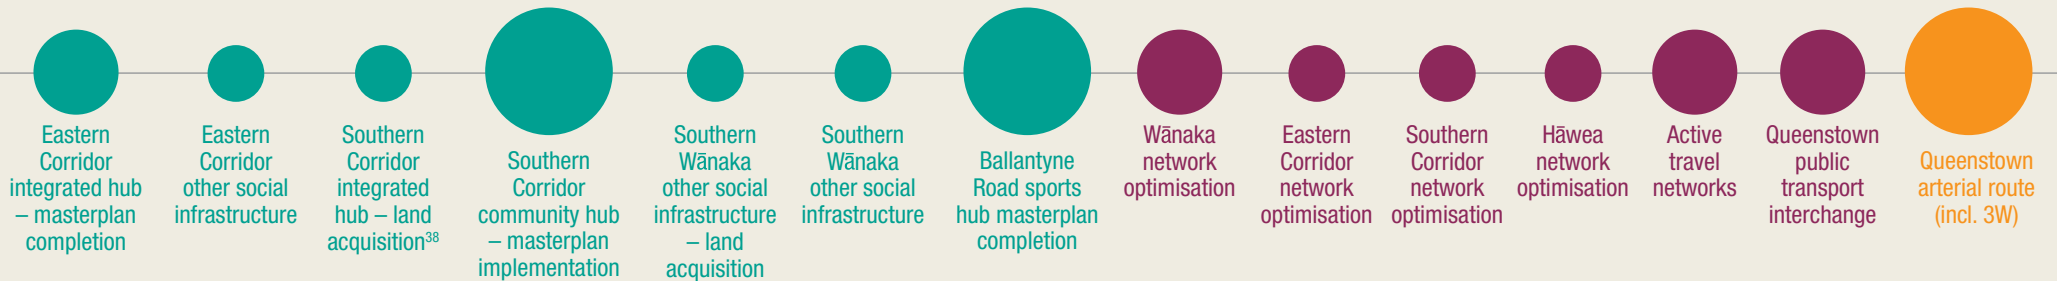 Eastern
Corridor
integrated hub
– masterplan
completion
Eastern
Corridor
other social
infrastructure
Southern
Corridor
integrated
hub – land
acquisition38
Southern
Corridor
community hub
– masterplan
implementation
Southern
Wānaka
other social
infrastructure
– land
acquisition
Southern
Wānaka
other social
infrastructure
Ballantyne
Road sports
hub masterplan
completion
Wānaka
network
optimisation
Eastern
Corridor
network
optimisation
Southern
Corridor
network
optimisation
Hāwea
network
optimisation
Active
travel
networks
Queenstown
public
transport
interchange
Queenstown
arterial route
(incl. 3W)